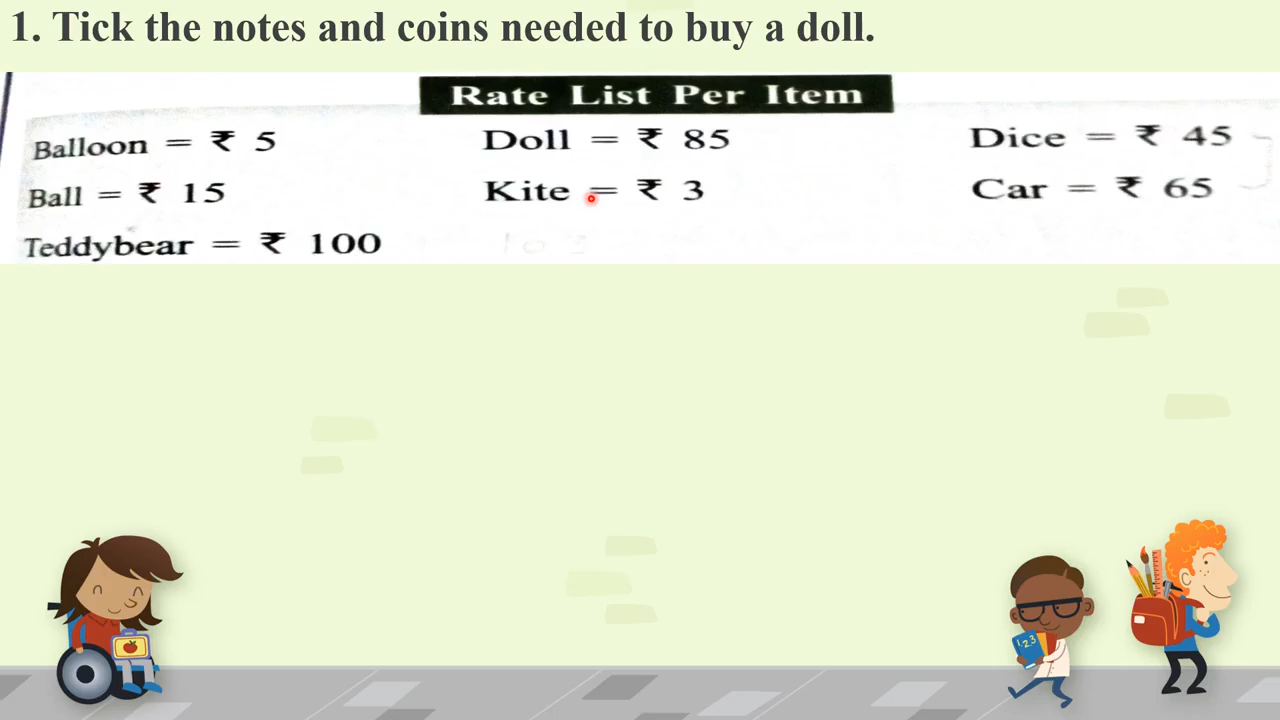 1. Tick the notes and coins needed to buy a doll.
Rate List Per Item
Balloon = ₹ 5 Doll = ₹ 85 Dice = ₹ 45
Ball = ₹ 15 Kite = ₹ 3 Car = ₹ 65
Teddybear = ₹ 100
123